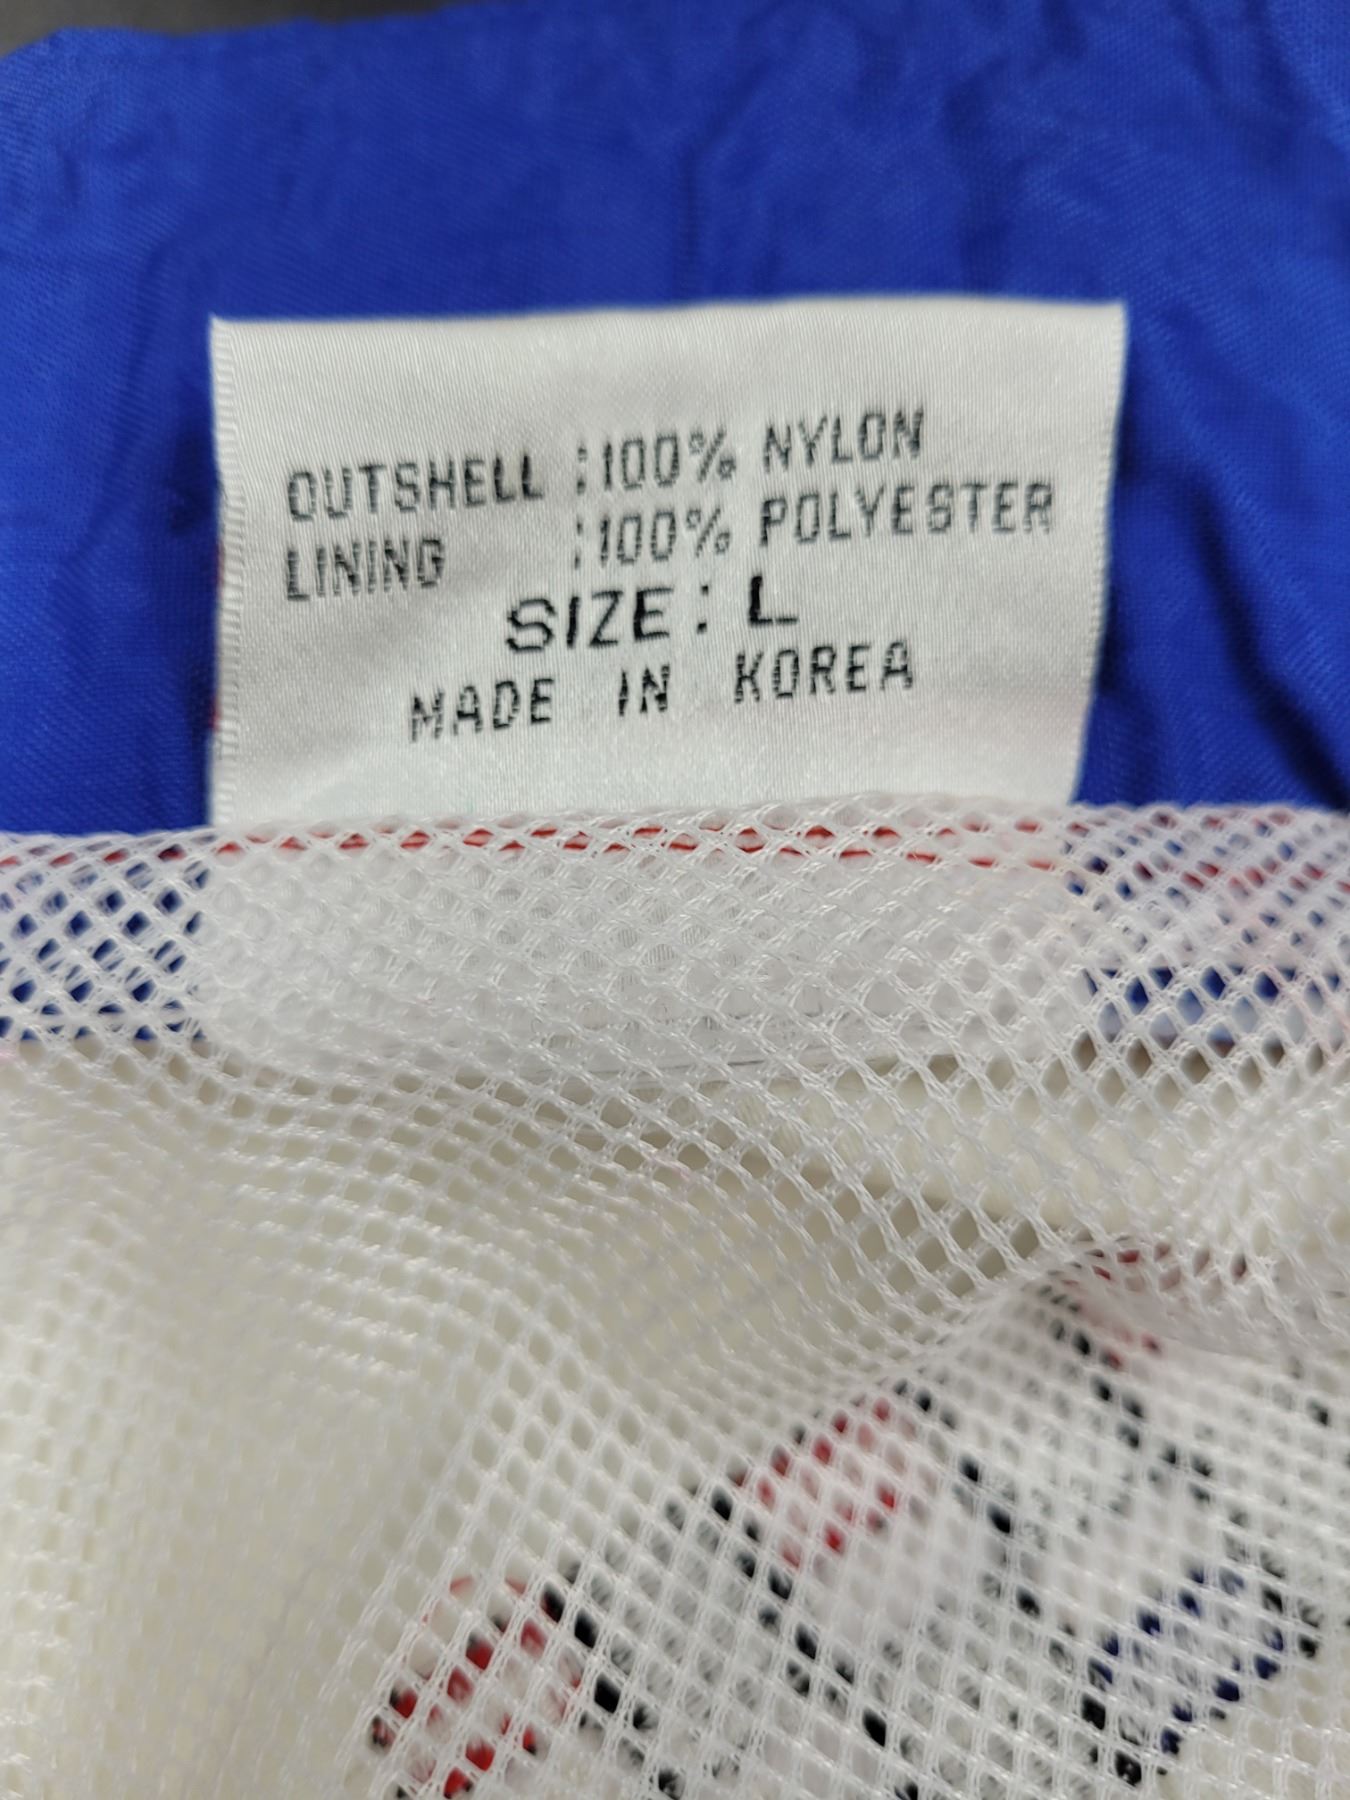 OUTSHELL :100% NYLON
LINING :100% POLYESTER
SIZE: L
MADE IN KOREA